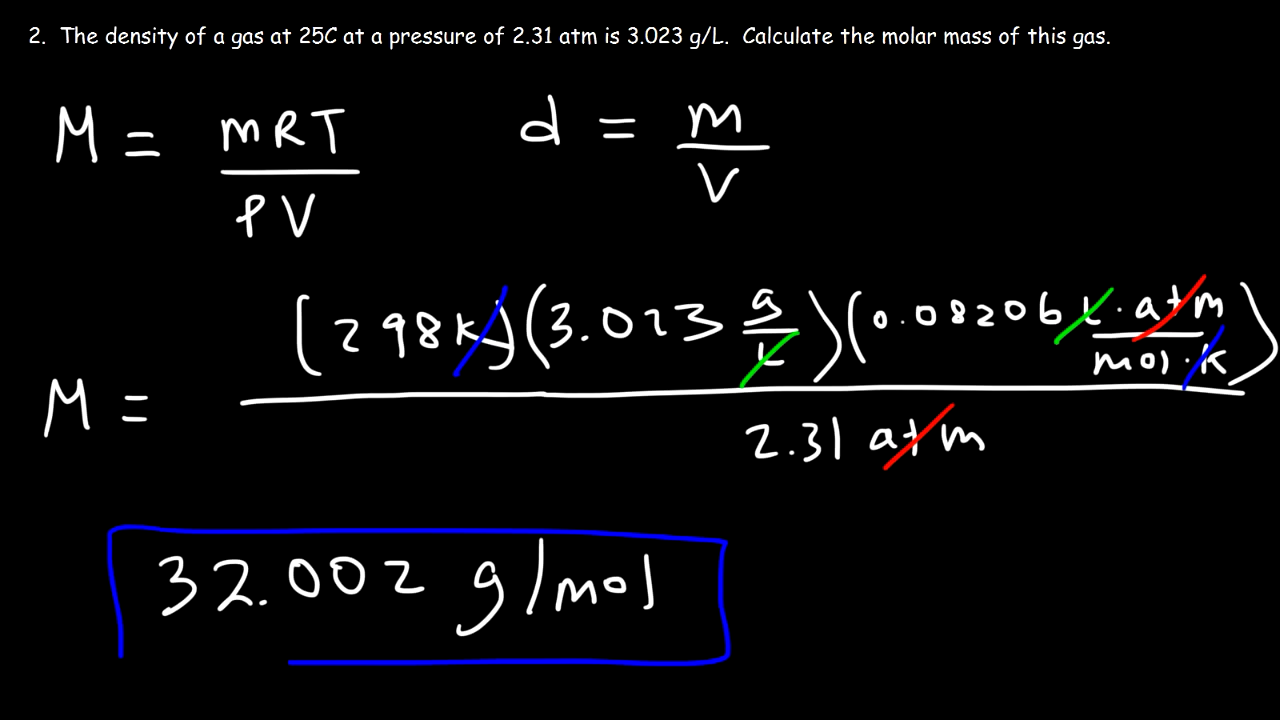 2. The density of a gas at 25C at a pressure of 2.31 atm is 3.023 g/L. Calculate the molar mass of this gas.
M = mRT / PV
d = m / V
M = (298 K)(3.023 g/L)(0.08206 L·atm / mol·K) / 2.31 atm
32.002 g/mol